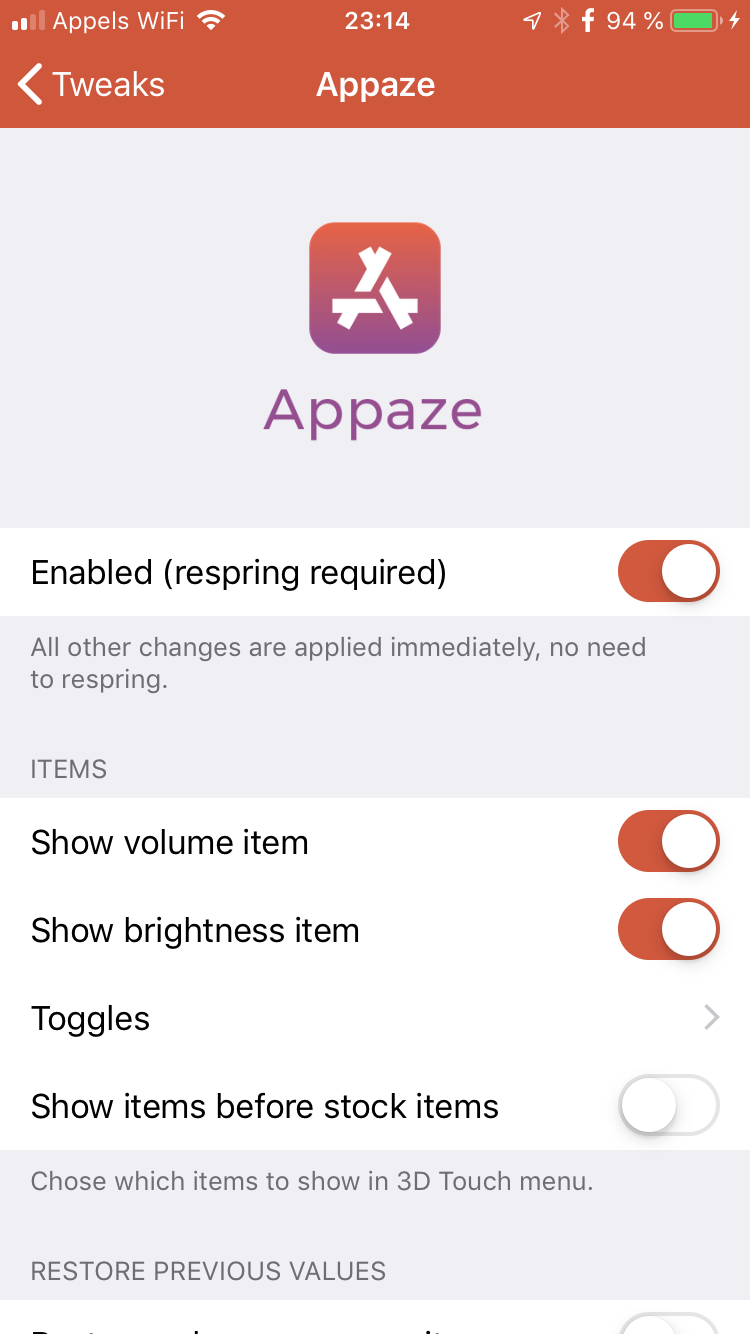 Appels WiFi 23:14 94 %
Tweaks Appaze
Appaze
Enabled (respring required)
All other changes are applied immediately, no need
to respring.
ITEMS
Show volume item
Show brightness item
Toggles
Show items before stock items
Chose which items to show in 3D Touch menu.
RESTORE PREVIOUS VALUES